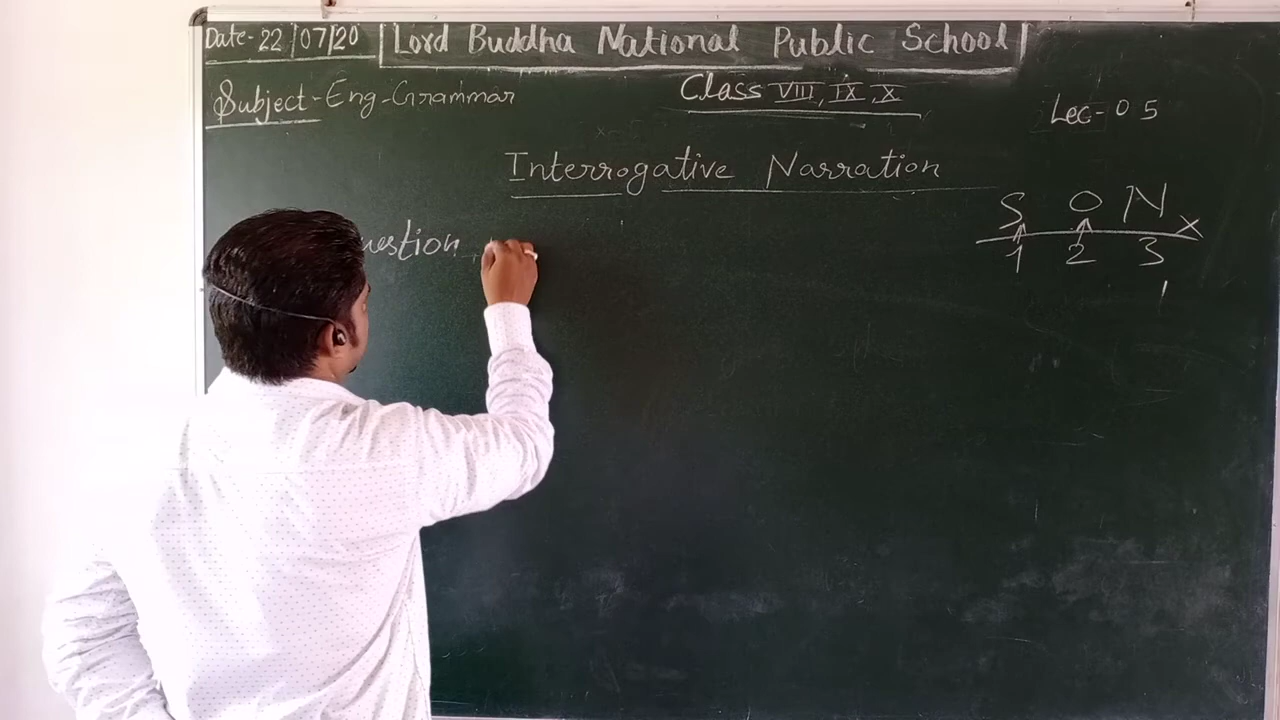 Date- 22/07/20 Lord Buddha National Public School
Subject-Eng-Grammar Class VIII, IX, X
Lec-05
Interrogative Narration
S O N x
1 2 3
uestion